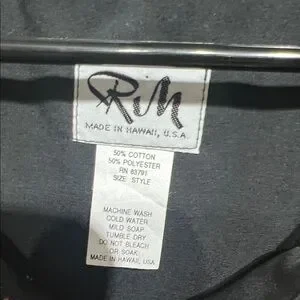 RM
MADE IN HAWAII, U.S.A
50% COTTON
50% POLYESTER
RN 83791
SIZE STYLE
MACHINE WASH
COLD WATER
MILD SOAP
TUMBLE DRY
DO NOT BLEACH
OR SOAK
MADE IN HAWAII, USA